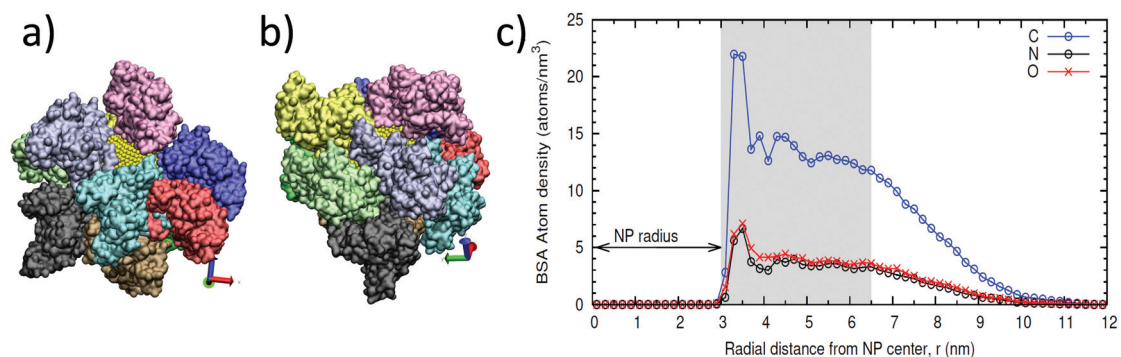 a)
b)
c)
25
20
15
10
5
0
BSA Atom density (atoms/nm³)
C
N
O
NP radius
0 1 2 3 4 5 6 7 8 9 10 11 12
Radial distance from NP center, r (nm)